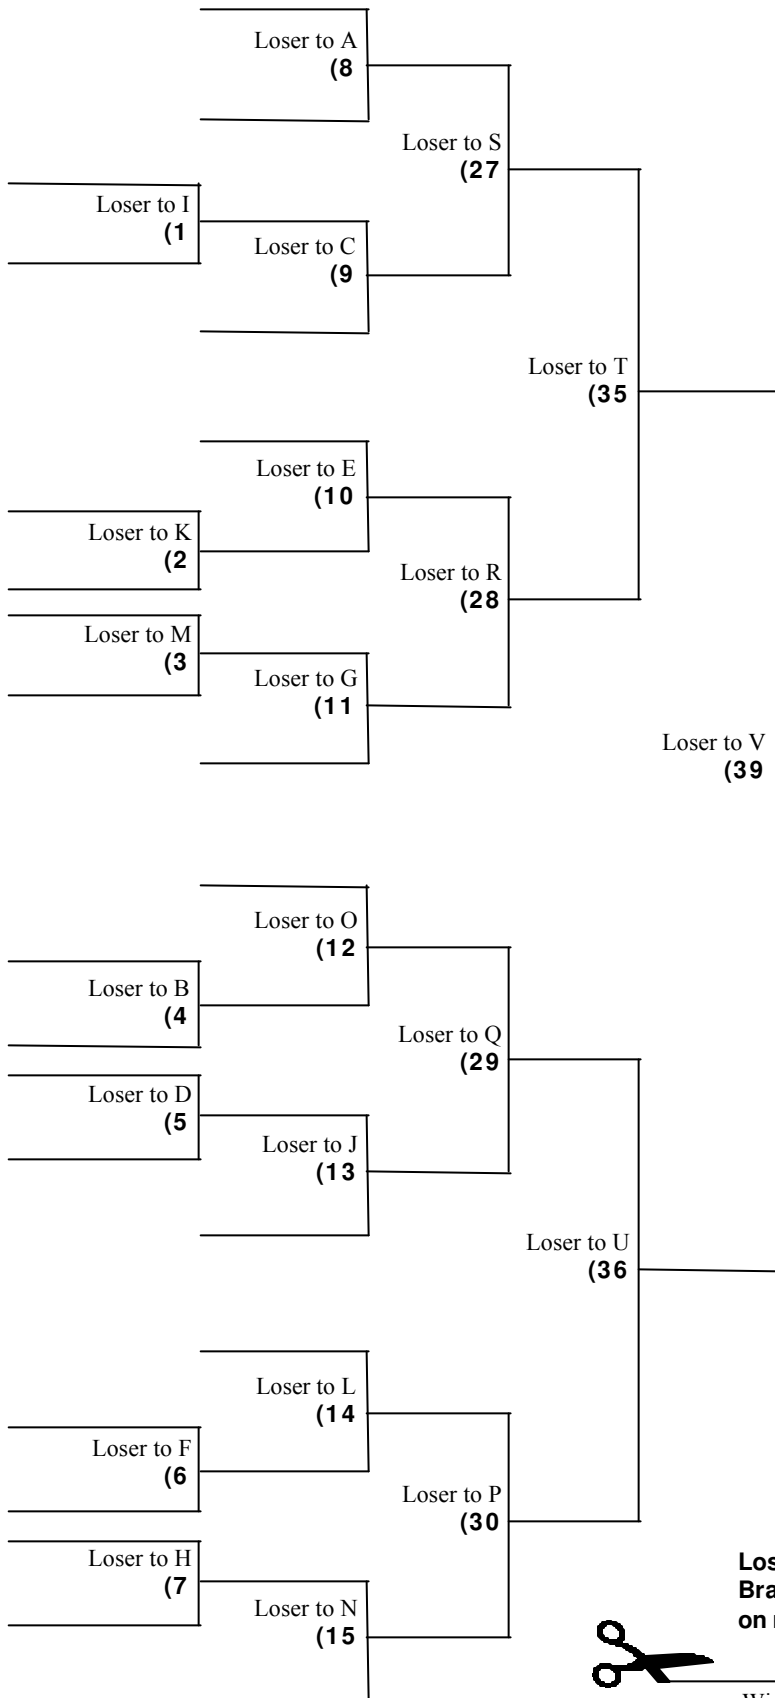 Loser to A
(8
Loser to S
(27
Loser to I
(1
Loser to C
(9
Loser to T
(35
Loser to E
(10
Loser to K
(2
Loser to R
(28
Loser to M
(3
Loser to G
(11
Loser to V
(39
Loser to O
(12
Loser to B
(4
Loser to Q
(29
Loser to D
(5
Loser to J
(13
Loser to U
(36
Loser to L
(14
Loser to F
(6
Loser to P
(30
Loser to H
(7
Loser to N
(15
Los
Bra
on